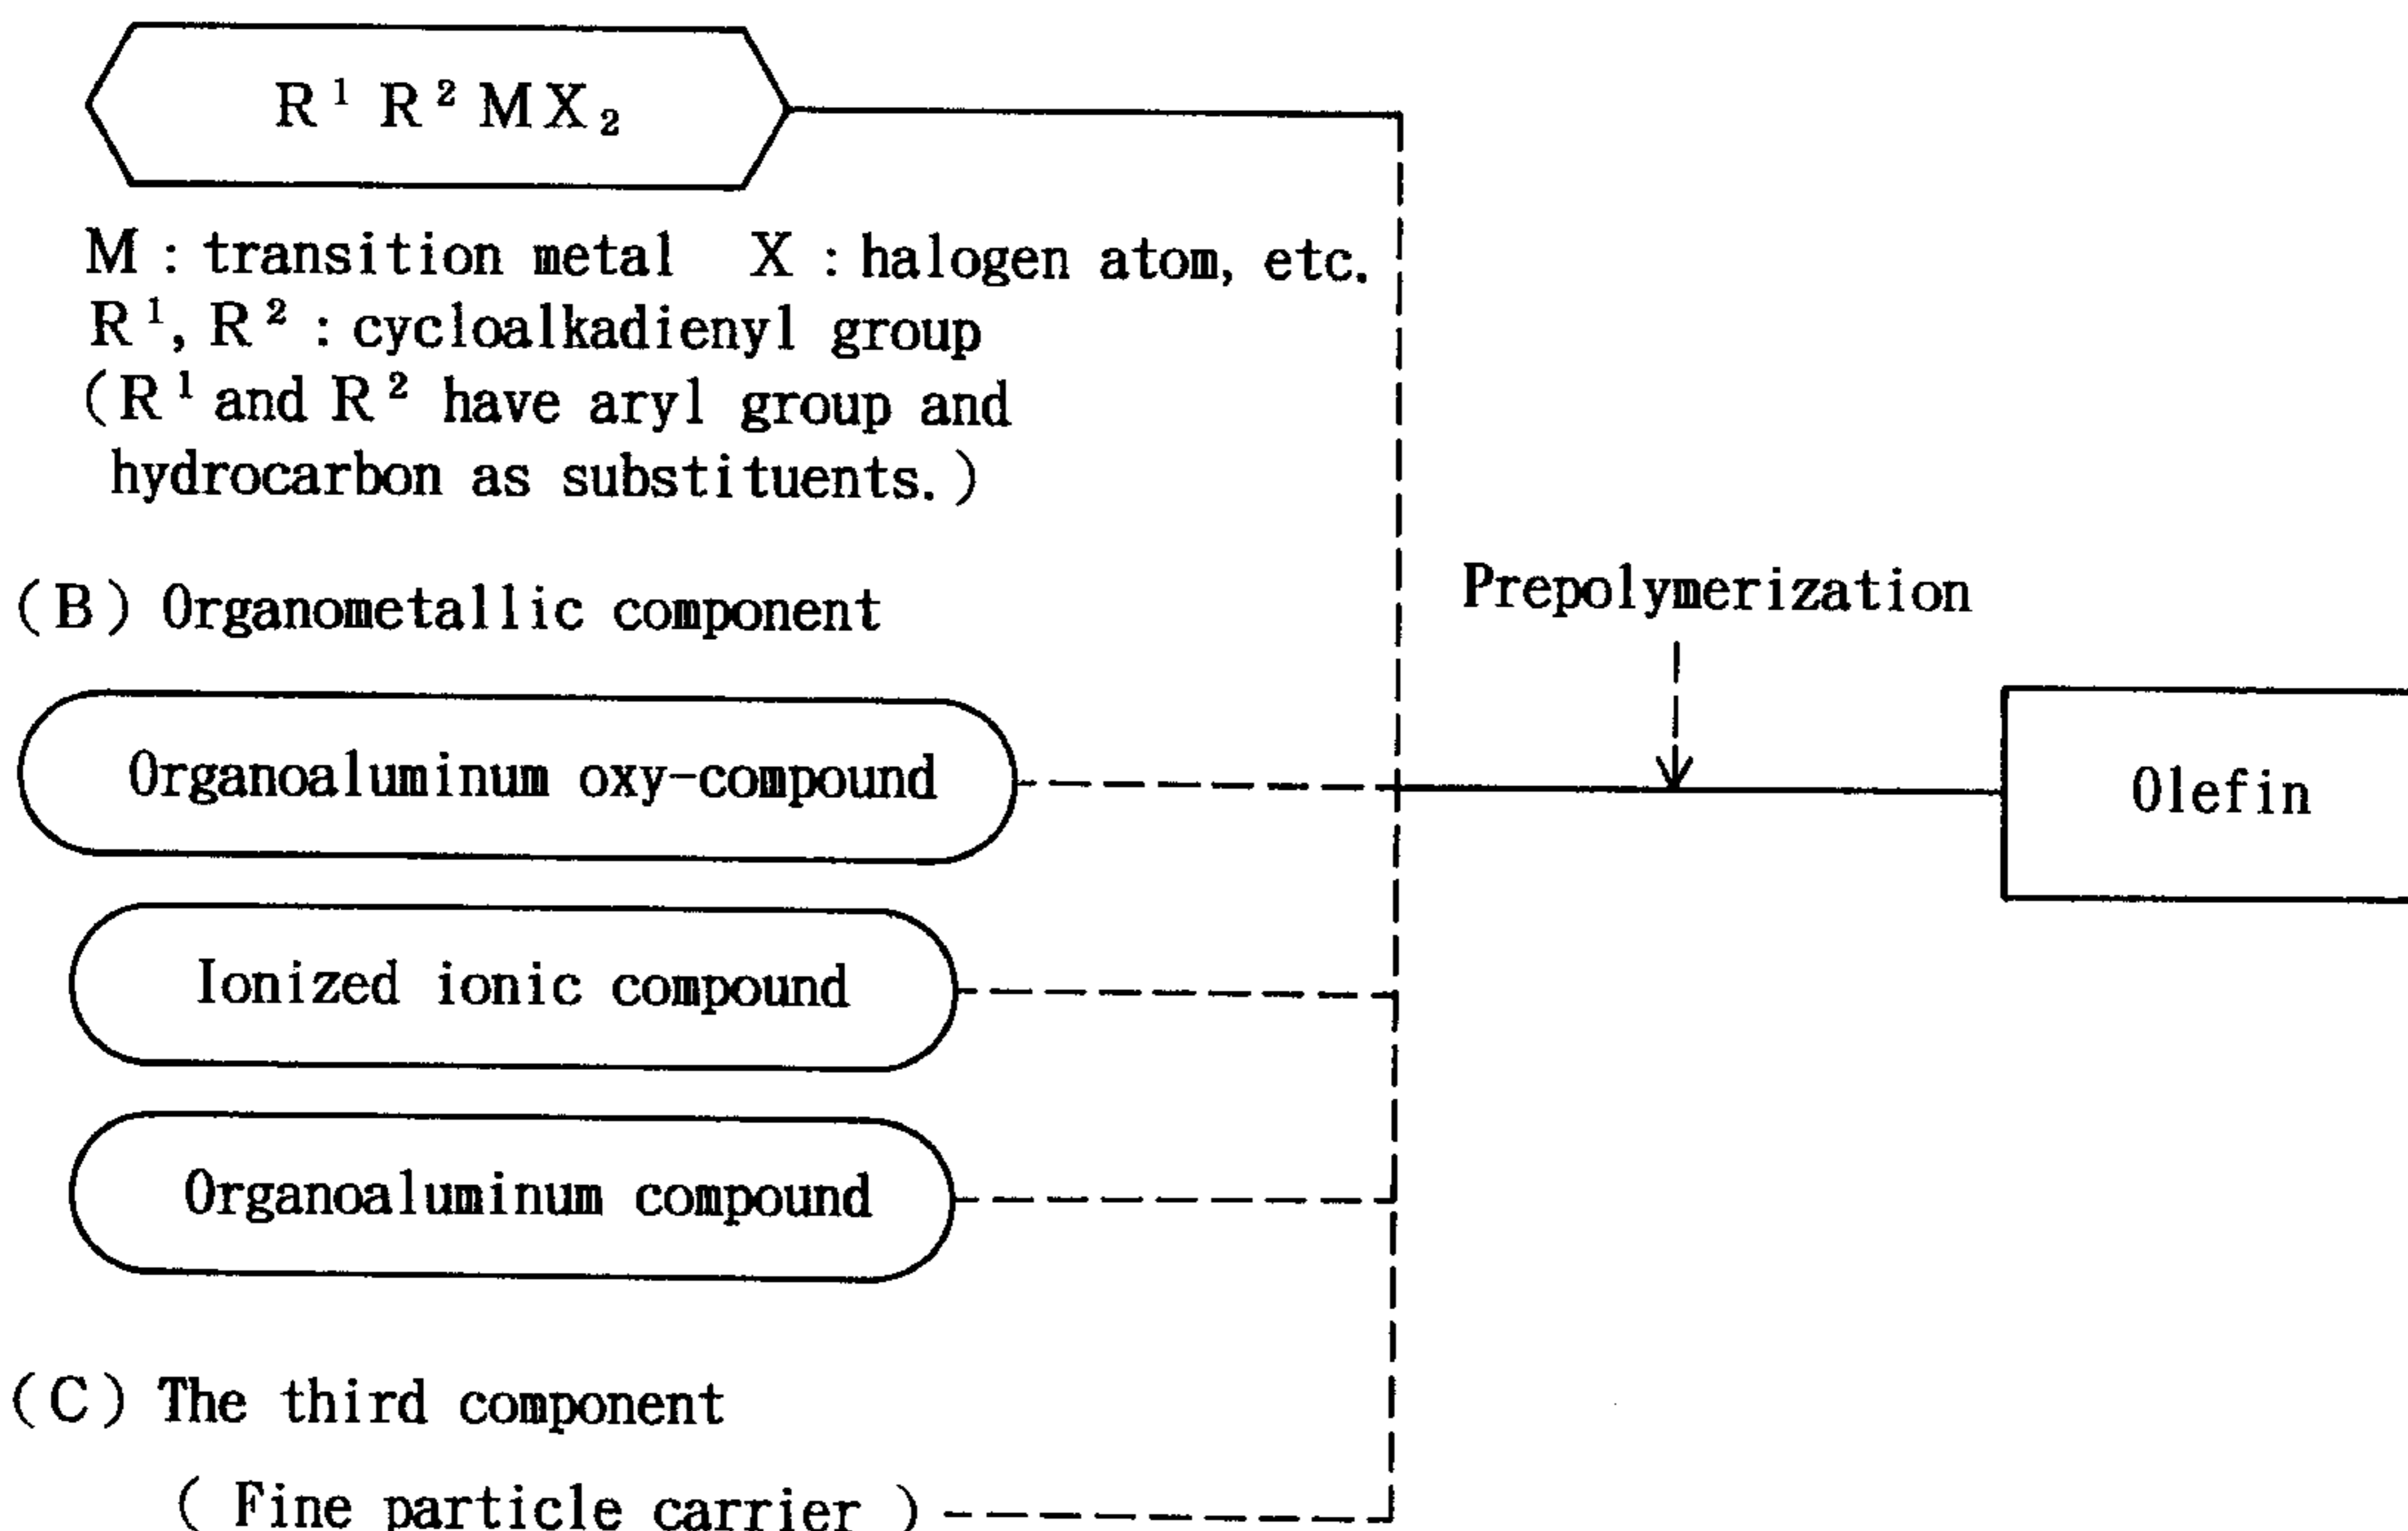 R¹ R² MX₂
M : transition metal X : halogen atom, etc.
R¹, R² : cycloalkadienyl group
(R¹ and R² have aryl group and
hydrocarbon as substituents.)
(B) Organometallic component
Prepolymerization
Organoaluminum oxy-compound
Olefin
Ionized ionic compound
Organoaluminum compound
(C) The third component
( Fine particle carrier )